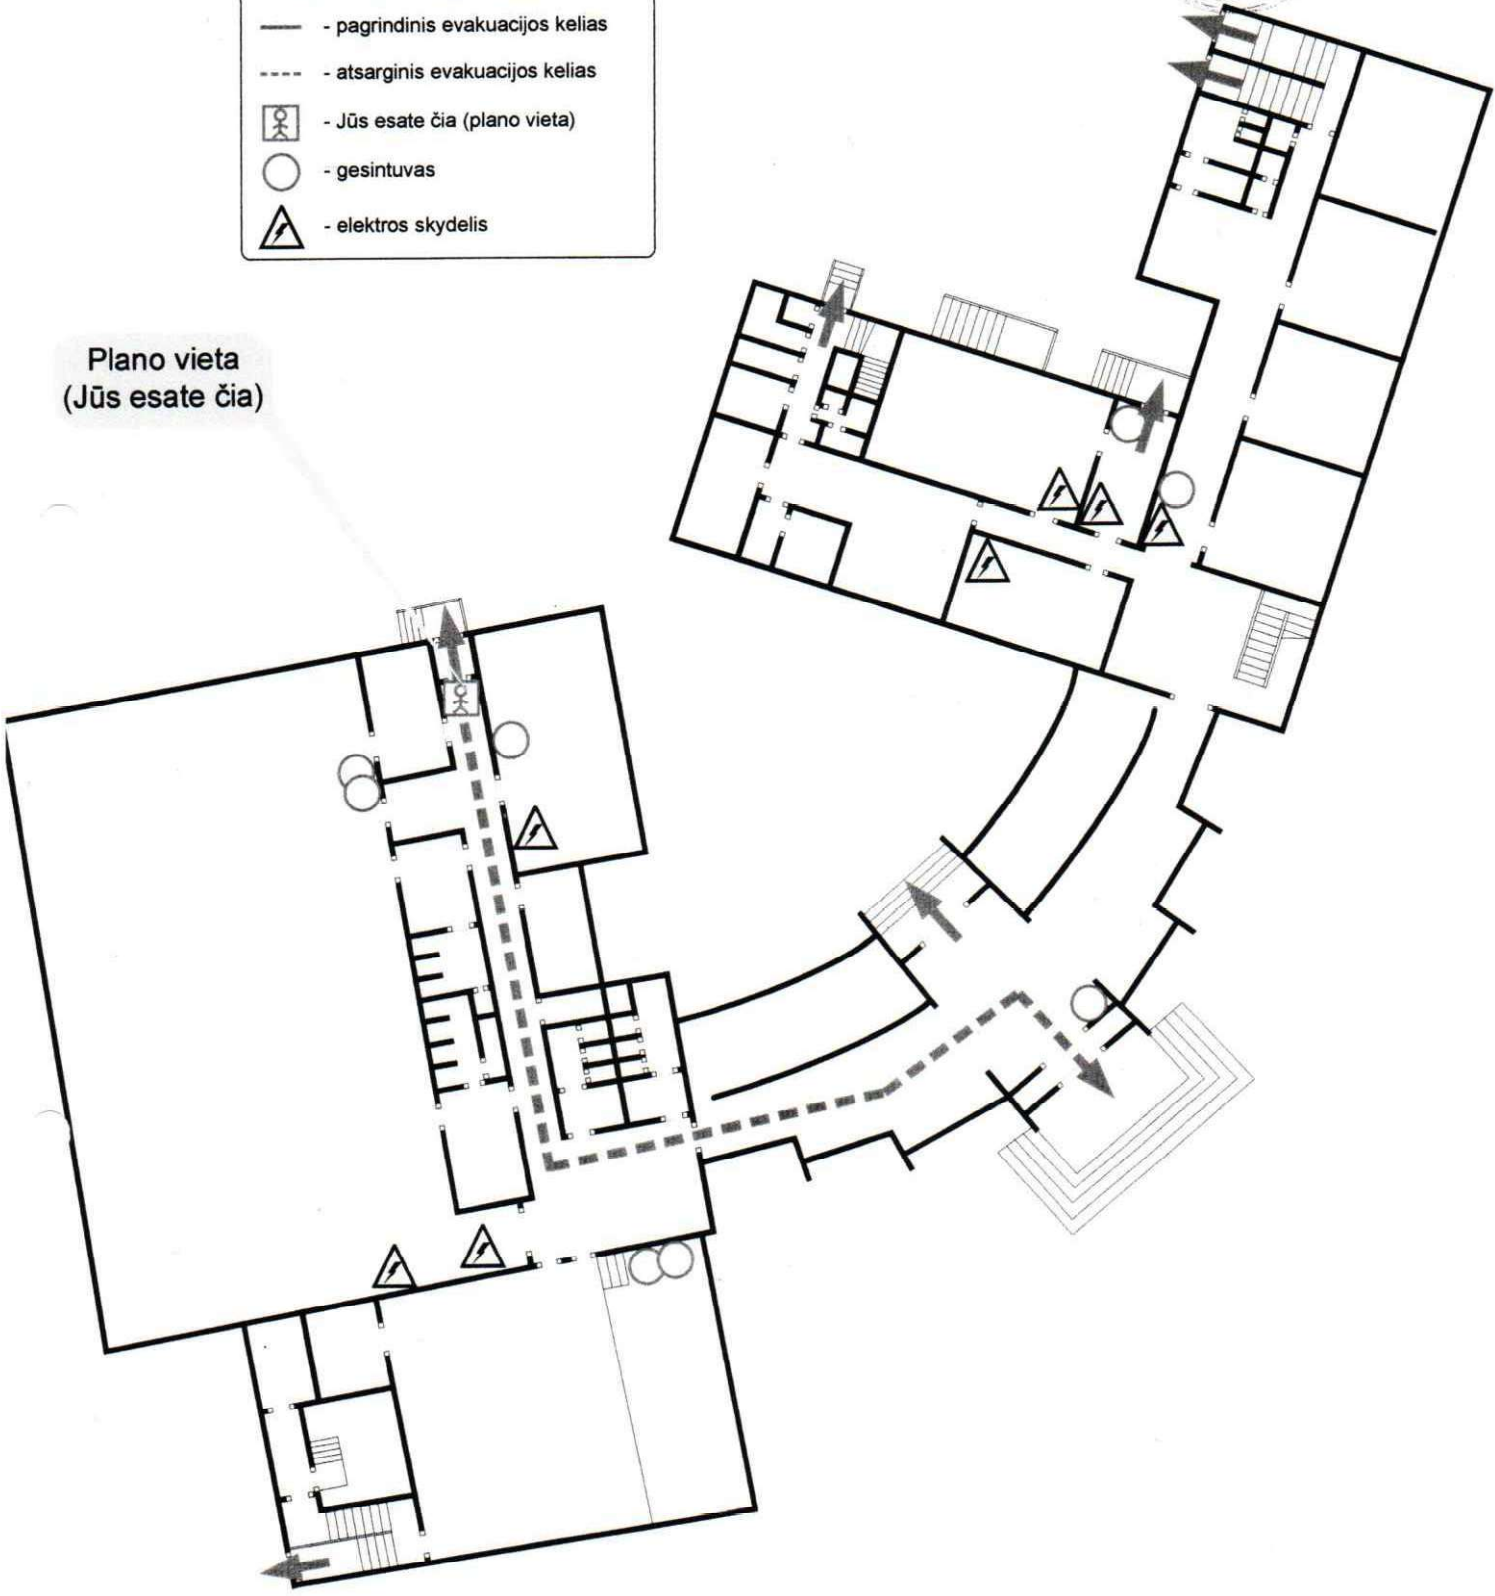 - pagrindinis evakuacijos kelias
- atsarginis evakuacijos kelias
- Jūs esate čia (plano vieta)
- gesintuvas
- elektros skydelis
Plano vieta
(Jūs esate čia)